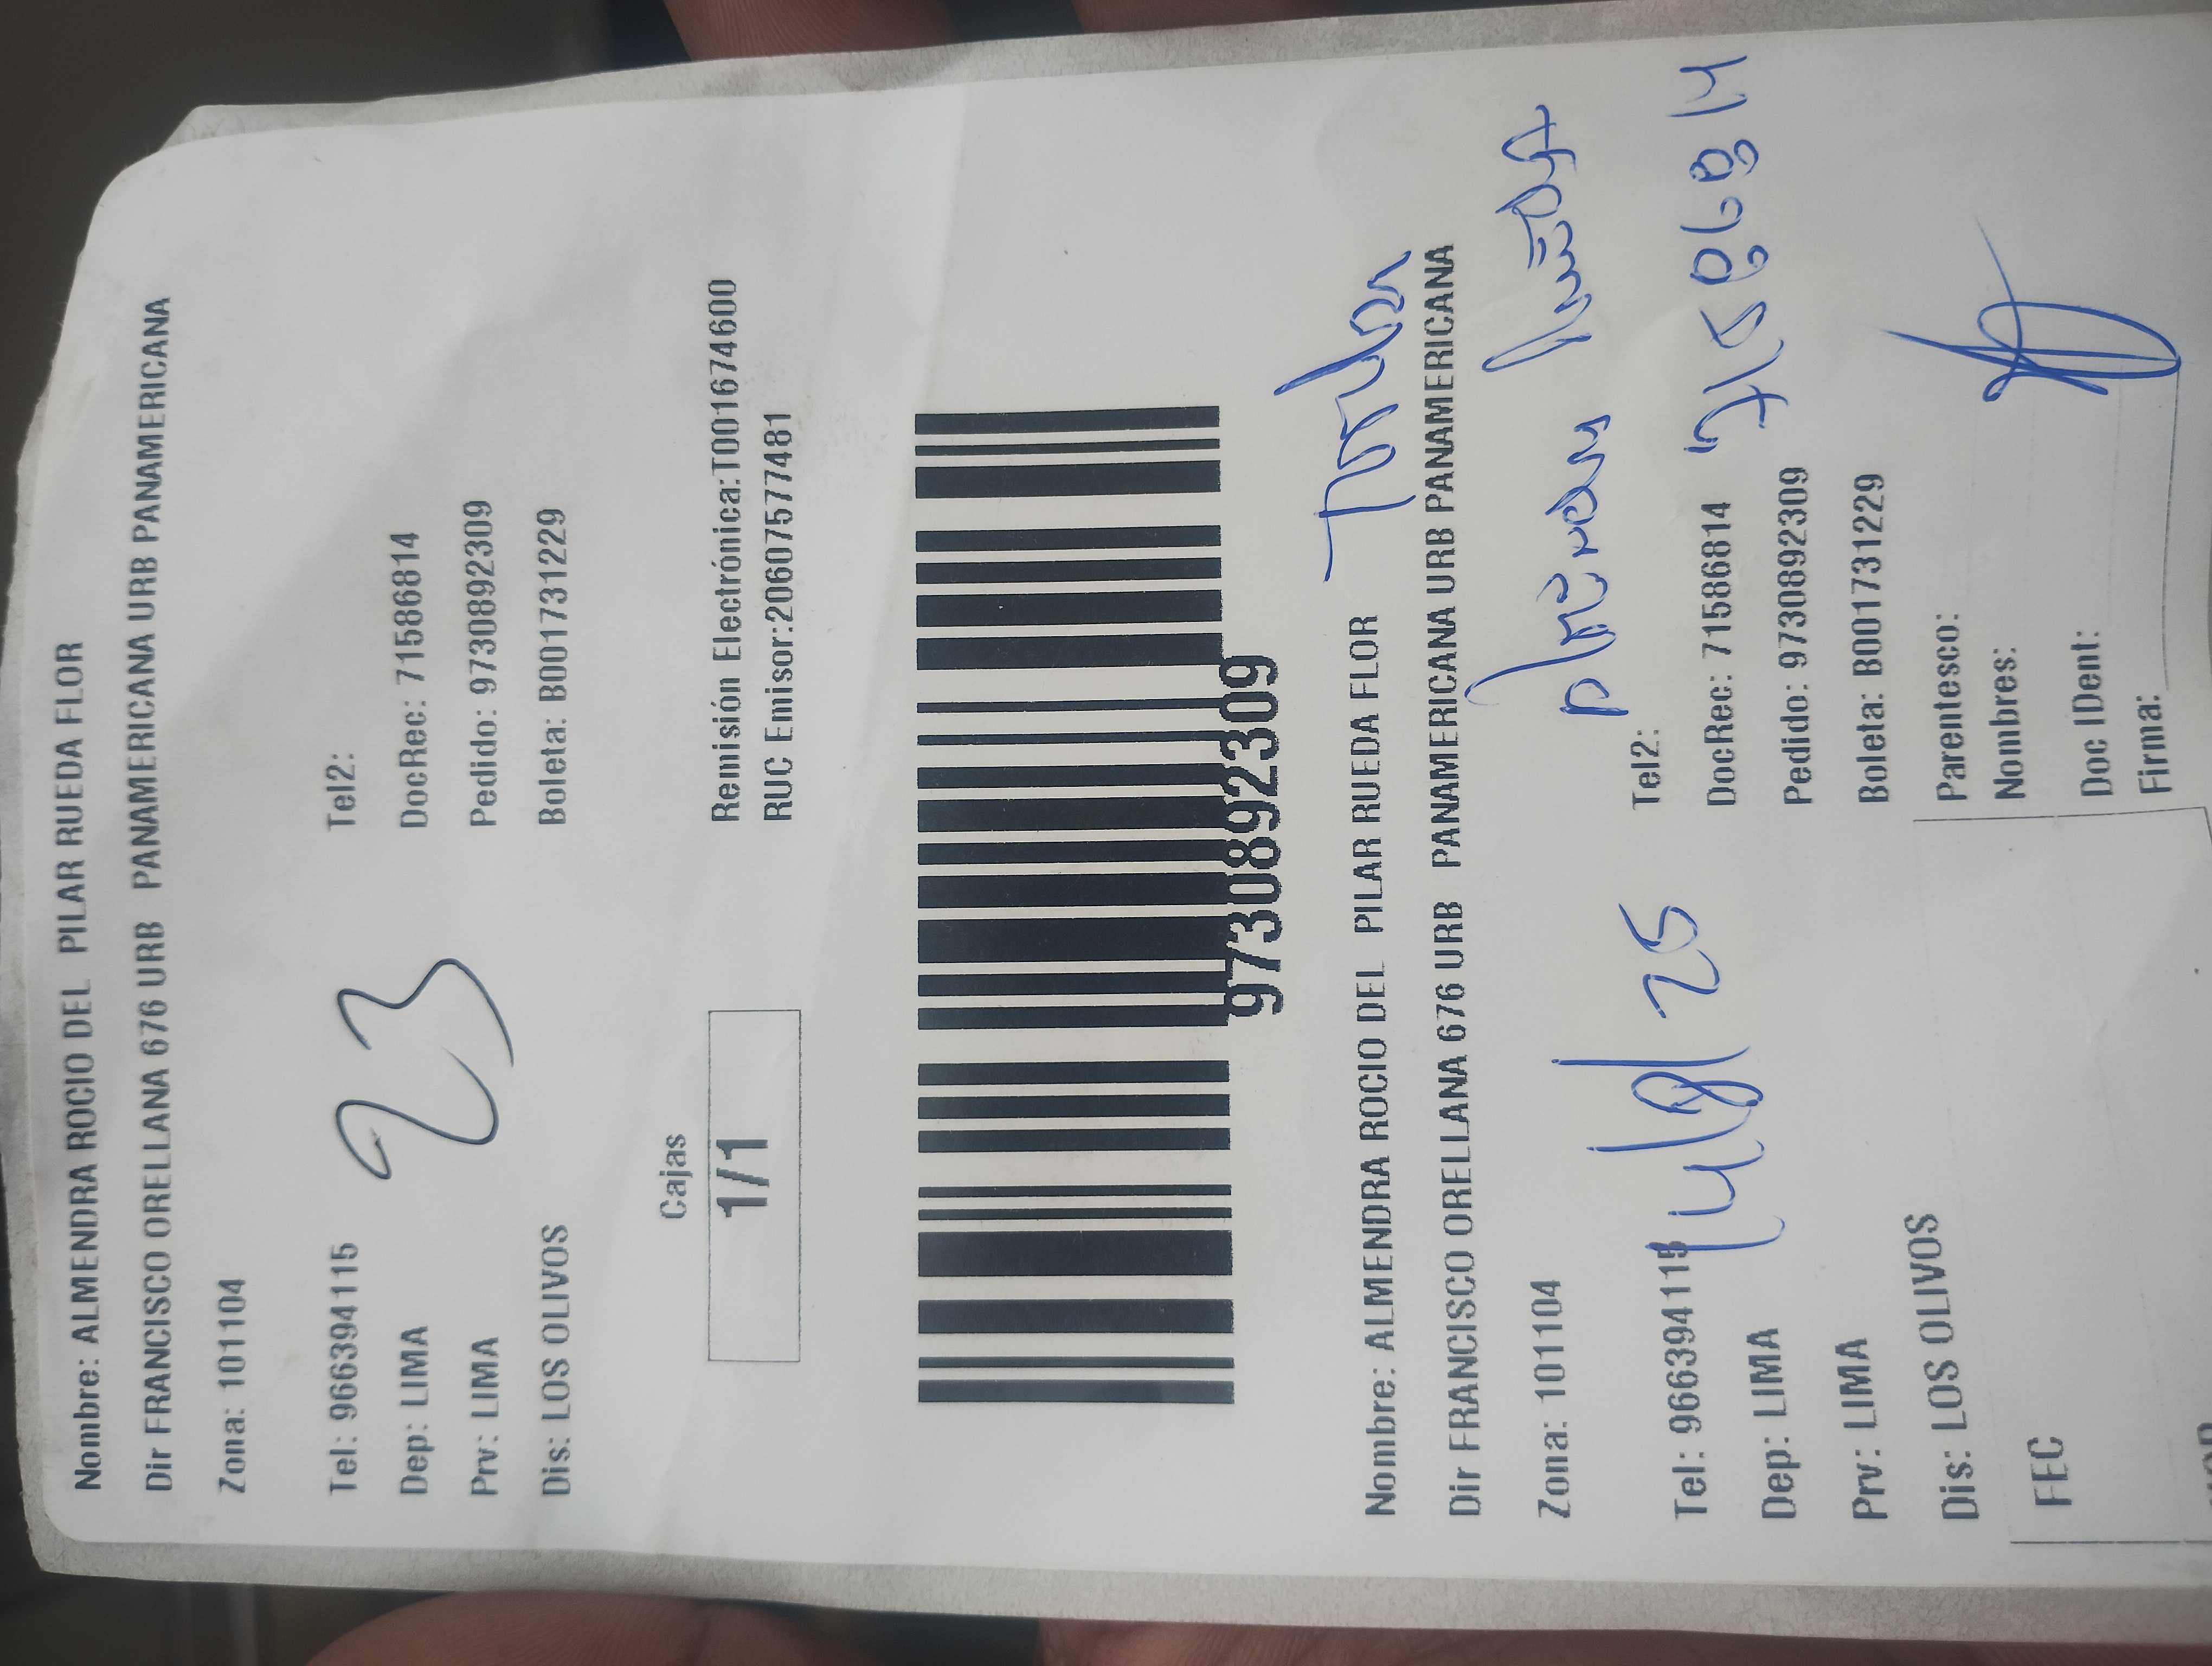 Nombre: ALMENDRA ROCIO DEL PILAR RUEDA FLOR
Dir FRANCISCO ORELLANA 676 URB PANAMERICANA URB PANAMERICANA
Zona: 101104
Tel: 966394115 Tel2:
23
Dep: LIMA DocRec: 71586814
Prv: LIMA Pedido: 9730892309
Dis: LOS OLIVOS Boleta: B001731229
Cajas
1/1
Remisión Electrónica:T001674600
RUC Emisor:20607577481
9730892309
Titular
Nombre: ALMENDRA ROCIO DEL PILAR RUEDA FLOR
Dir FRANCISCO ORELLANA 676 URB PANAMERICANA URB PANAMERICANA
Zona: 101104
14/8/25
Tel: 966394115 Tel2:
Dep: LIMA DocRec: 71586814
71586814
Prv: LIMA Pedido: 9730892309
Dis: LOS OLIVOS Boleta: B001731229
Parentesco:
FEC Nombres:
Doc IDent:
Firma: